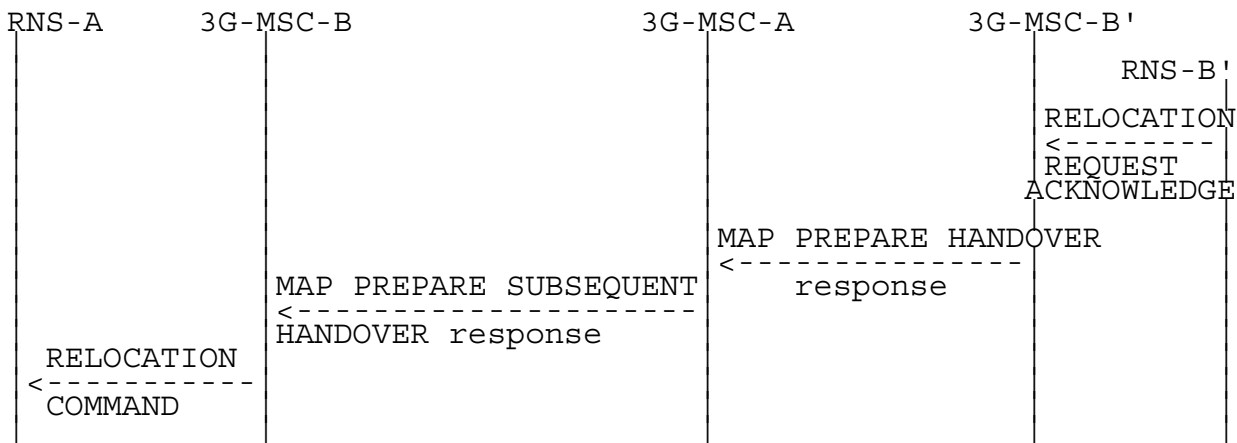 RNS-A 3G-MSC-B 3G-MSC-A 3G-MSC-B'
RNS-B'
RELOCATION
REQUEST
ACKNOWLEDGE
MAP PREPARE HANDOVER
response
MAP PREPARE SUBSEQUENT
HANDOVER response
RELOCATION
COMMAND